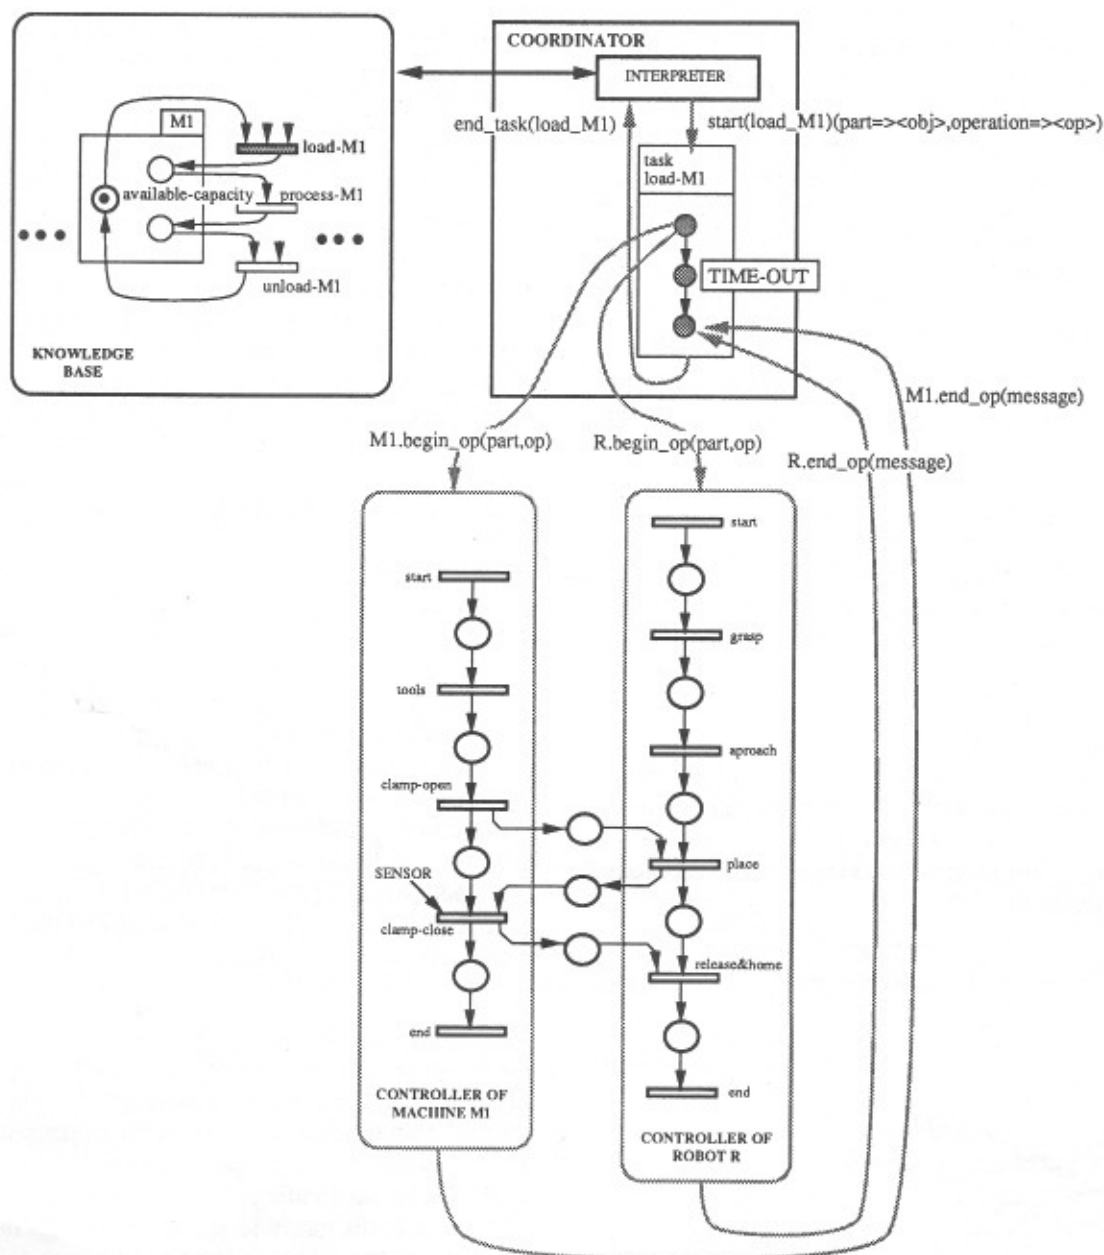 COORDINATOR
INTERPRETER
end_task(load_M1)
start(load_M1)(part=><obj>,operation=><op>)
M1
load-M1
available-capacity
process-M1
unload-M1
KNOWLEDGE
BASE
task
load-M1
TIME-OUT
M1.end_op(message)
M1.begin_op(part,op)
R.begin_op(part,op)
R.end_op(message)
start
tools
clamp-open
SENSOR
clamp-close
end
CONTROLLER OF
MACHINE M1
start
grasp
aproach
place
release&home
end
CONTROLLER OF
ROBOT R